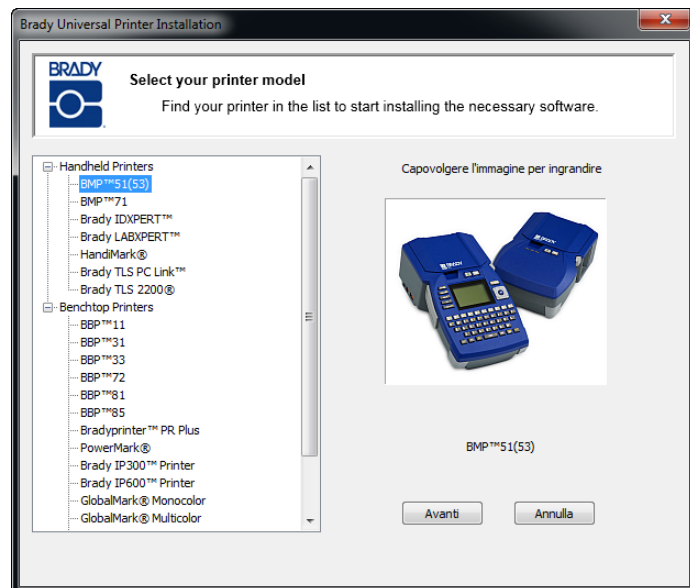 Brady Universal Printer Installation
BRADY
Select your printer model
Find your printer in the list to start installing the necessary software.
Handheld Printers
BMP™51(53)
BMP™71
Brady IDXPERT™
Brady LABXPERT™
HandiMark®
Brady TLS PC Link™
Brady TLS 2200®
Benchtop Printers
BBP™11
BBP™31
BBP™33
BBP™72
BBP™81
BBP™85
Bradyprinter™ PR Plus
PowerMark®
Brady IP300™ Printer
Brady IP600™ Printer
GlobalMark® Monocolor
GlobalMark® Multicolor
Capovolgere l'immagine per ingrandire
BMP™51(53)
Avanti
Annulla